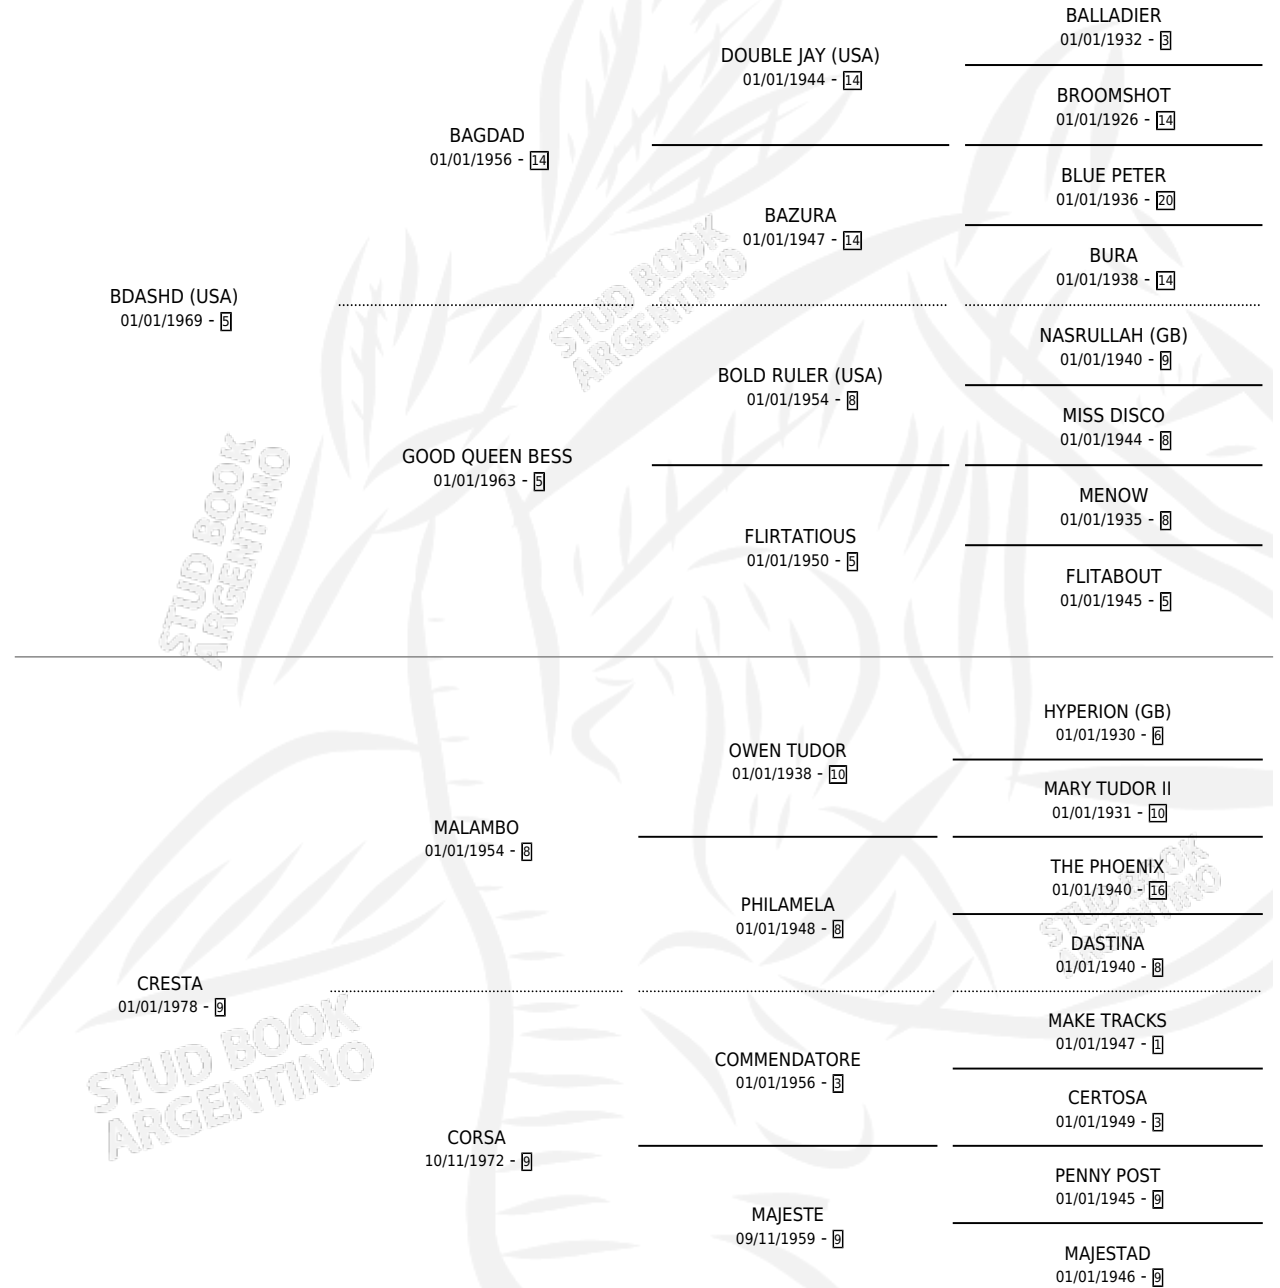 BALLADIER
01/01/1932 - 3
DOUBLE JAY (USA)
01/01/1944 - 14
BROOMSHOT
01/01/1926 - 14
BAGDAD
01/01/1956 - 14
BLUE PETER
01/01/1936 - 20
BAZURA
01/01/1947 - 14
BURA
01/01/1938 - 14
BDASHD (USA)
01/01/1969 - 5
NASRULLAH (GB)
01/01/1940 - 9
BOLD RULER (USA)
01/01/1954 - 8
MISS DISCO
01/01/1944 - 8
GOOD QUEEN BESS
01/01/1963 - 5
MENOW
01/01/1935 - 8
FLIRTATIOUS
01/01/1950 - 5
FLITABOUT
01/01/1945 - 5
STUD BOOK
ARGENTINO
STUD BOOK
ARGENTINO
HYPERION (GB)
01/01/1930 - 6
OWEN TUDOR
01/01/1938 - 10
MARY TUDOR II
01/01/1931 - 10
MALAMBO
01/01/1954 - 8
THE PHOENIX
01/01/1940 - 16
PHILAMELA
01/01/1948 - 8
DASTINA
01/01/1940 - 8
CRESTA
01/01/1978 - 9
MAKE TRACKS
01/01/1947 - 1
COMMENDATORE
01/01/1956 - 3
CERTOSA
01/01/1949 - 3
CORSA
10/11/1972 - 9
PENNY POST
01/01/1945 - 9
MAJESTE
09/11/1959 - 9
MAJESTAD
01/01/1946 - 9
STUD BOOK
ARGENTINO
STUD BOOK
ARGENTINO